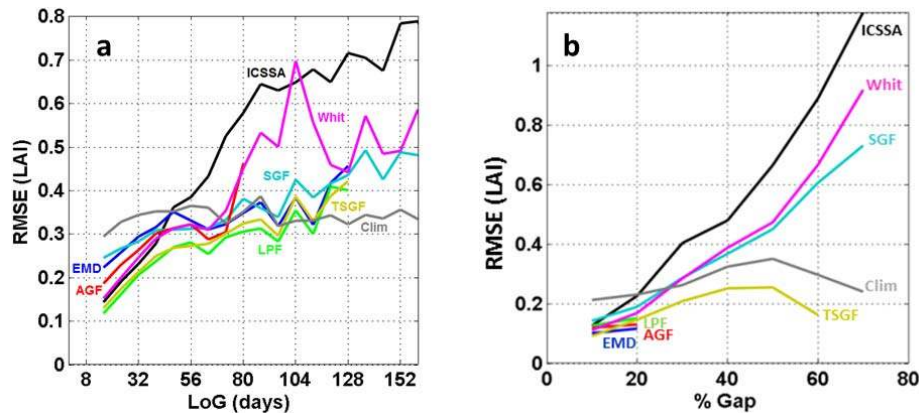 a
RMSE (LAI)
0.8
0.7
0.6
0.5
0.4
0.3
0.2
0.1
0
ICSSA
Whit
SGF
TSGF
Clim
LPF
EMD
AGF
8 32 56 80 104 128 152
LoG (days)
b
RMSE (LAI)
1
0.8
0.6
0.4
0.2
0
ICSSA
Whit
SGF
Clim
TSGF
LPF
AGF
EMD
0 20 40 60 80
% Gap